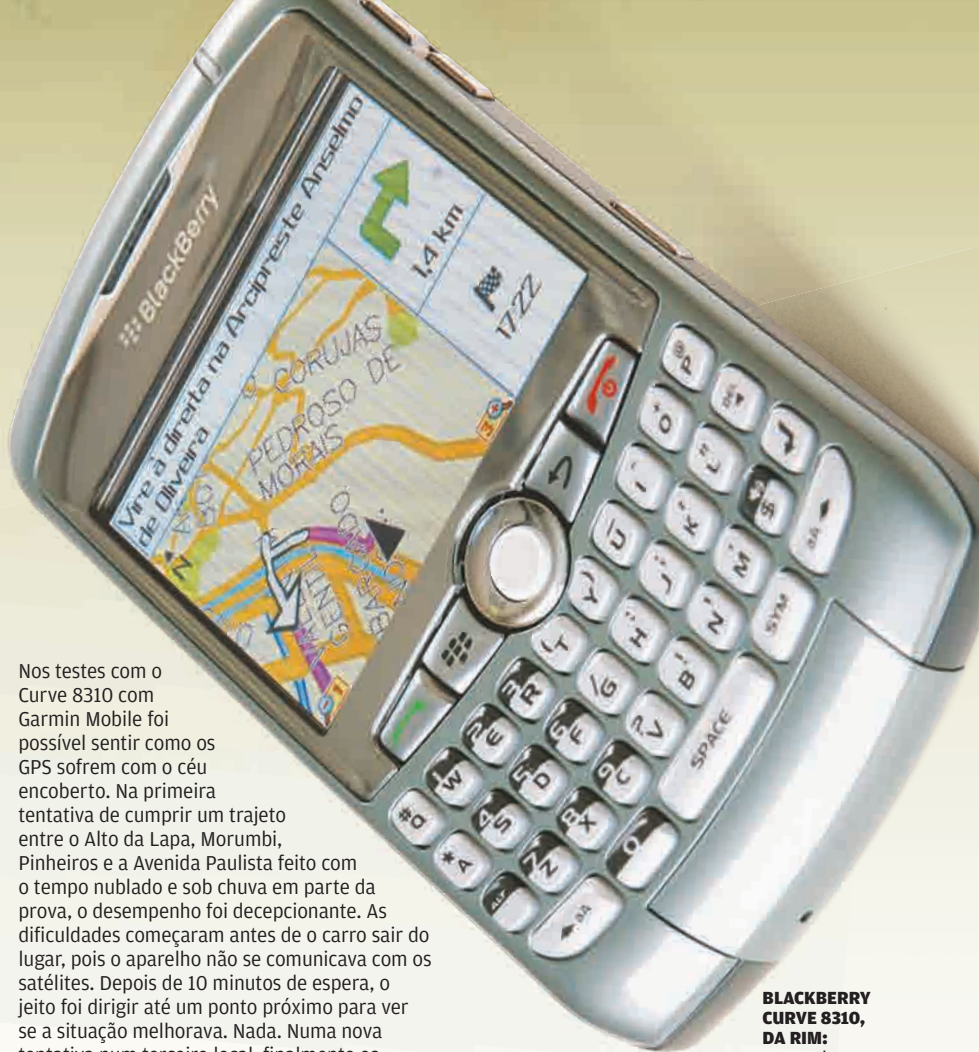 BlackBerry
Vire à direita na Arcipreste Anselmo
de Oliveira
1,4 km
17:22
CORUJAS
PEDROSO DE
MORAIS
N
SPACE
SYM
ALT
aA
aA
Nos testes com o
Curve 8310 com
Garmin Mobile foi
possível sentir como os
GPS sofrem com o céu
encoberto. Na primeira
tentativa de cumprir um trajeto
entre o Alto da Lapa, Morumbi,
Pinheiros e a Avenida Paulista feito com
o tempo nublado e sob chuva em parte da
prova, o desempenho foi decepcionante. As
dificuldades começaram antes de o carro sair do
lugar, pois o aparelho não se comunicava com os
satélites. Depois de 10 minutos de espera, o
jeito foi dirigir até um ponto próximo para ver
se a situação melhorava. Nada. Numa nova
BLACKBERRY
CURVE 8310,
DA RIM: